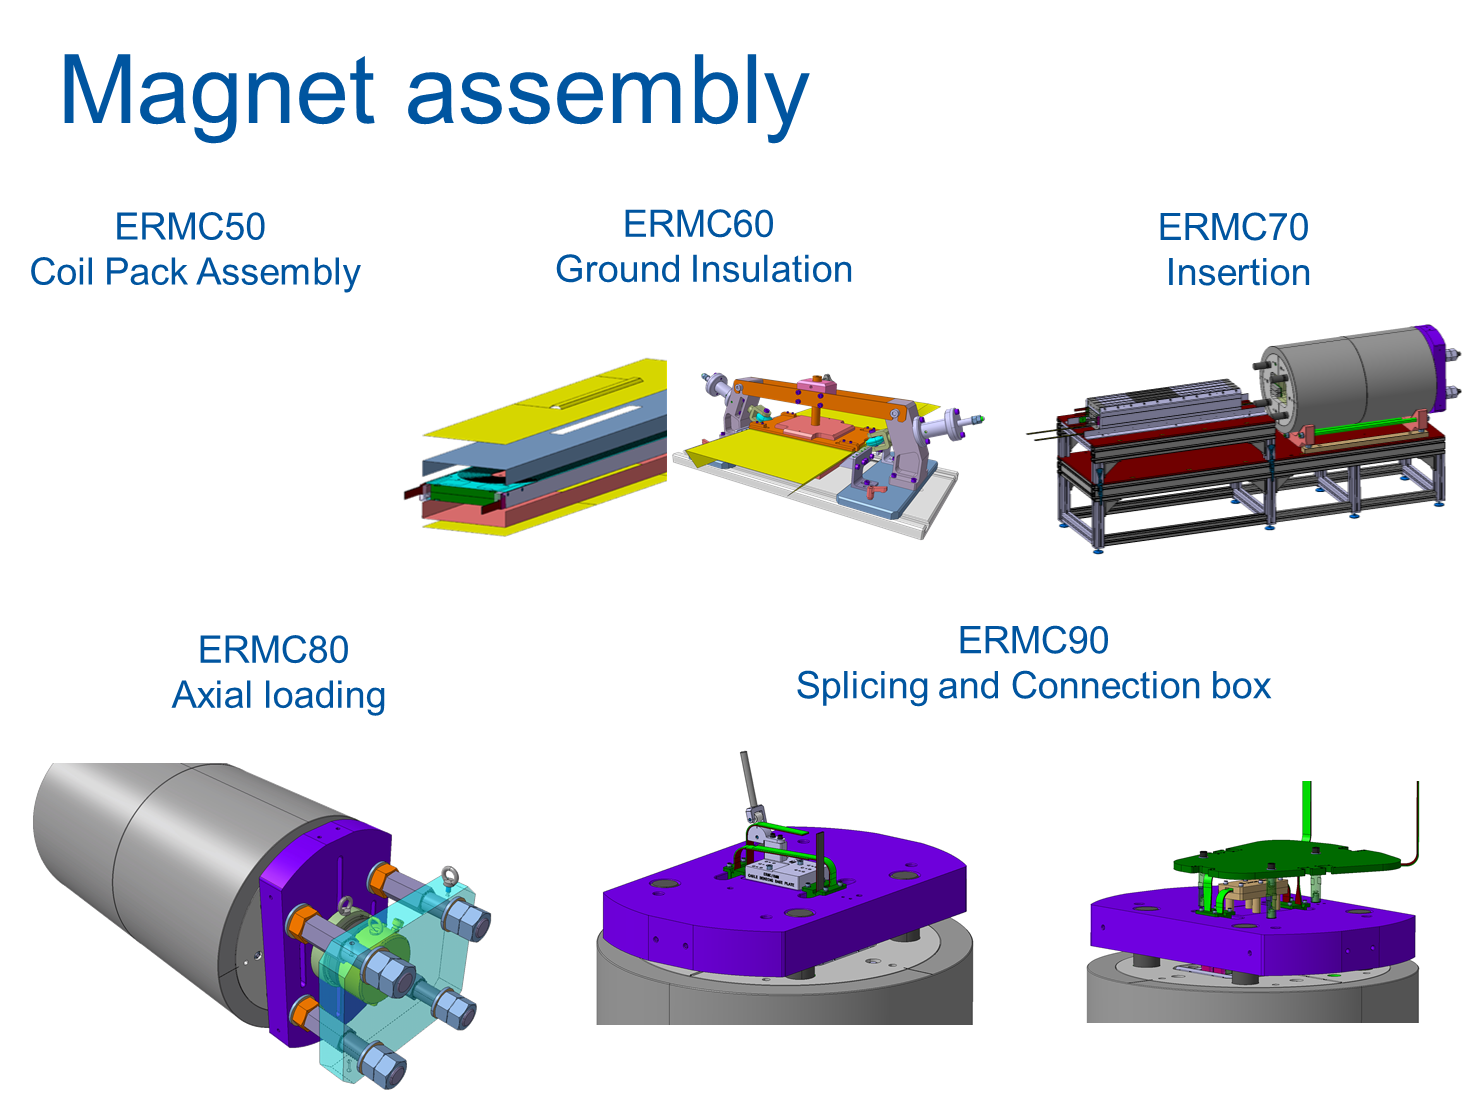 Magnet assembly
ERMC50
Coil Pack Assembly
ERMC60
Ground Insulation
ERMC70
Insertion
ERMC80
Axial loading
ERMC90
Splicing and Connection box